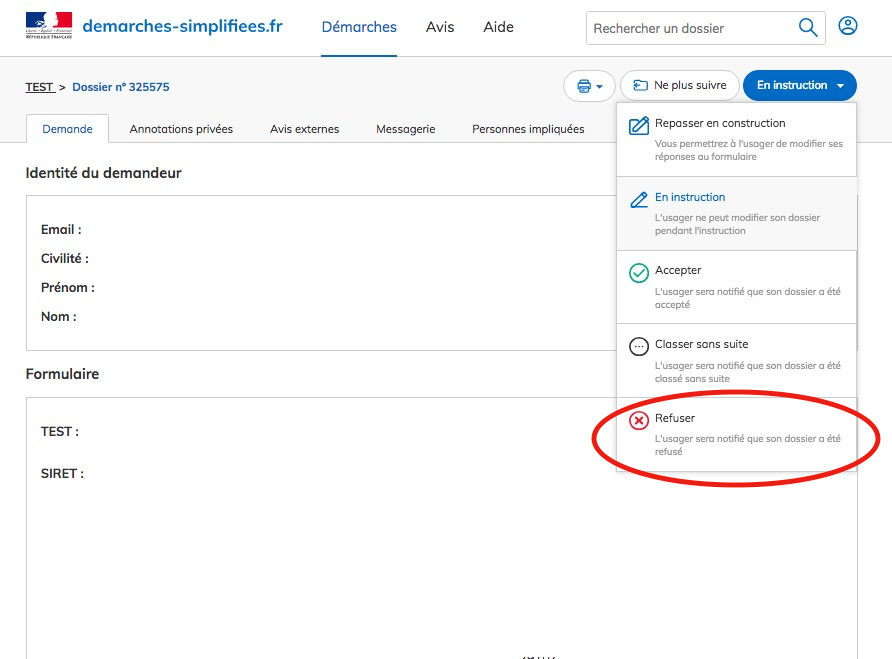 demarches-simplifiees.fr
Démarches
Avis
Aide
Rechercher un dossier
RÉPUBLIQUE FRANÇAISE
TEST > Dossier nº 325575
Ne plus suivre
En instruction
Demande
Annotations privées
Avis externes
Messagerie
Personnes impliquées
Repasser en construction
Vous permettrez à l'usager de modifier ses
réponses au formulaire
En instruction
L'usager ne peut modifier son dossier
pendant l'instruction
Accepter
L'usager sera notifié que son dossier a été
accepté
Classer sans suite
L'usager sera notifié que son dossier a été
classé sans suite
Refuser
L'usager sera notifié que son dossier a été
refusé
Identité du demandeur
Email :
Civilité :
Prénom :
Nom :
Formulaire
TEST :
SIRET :